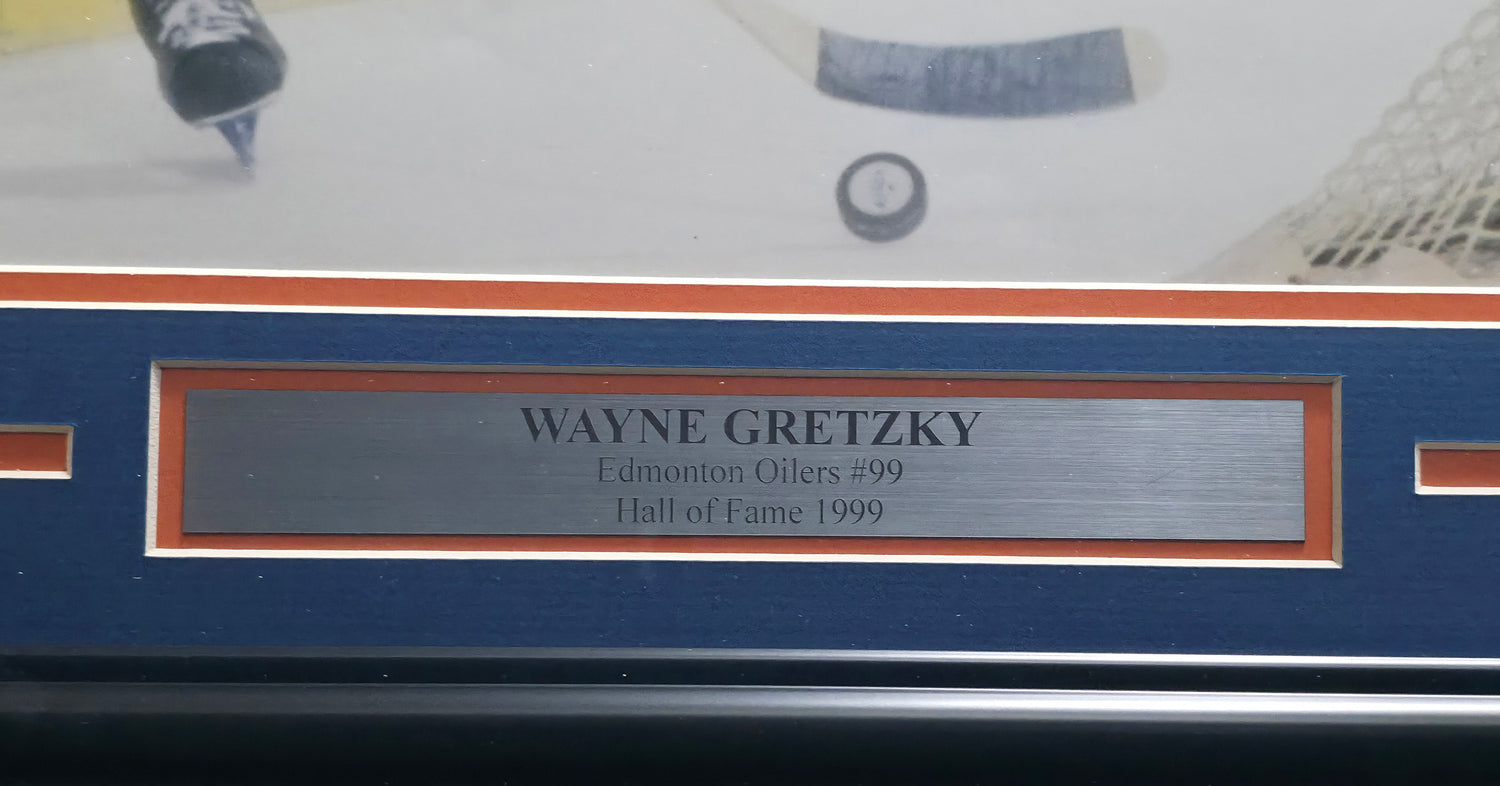 WAYNE GRETZKY
Edmonton Oilers #99
Hall of Fame 1999